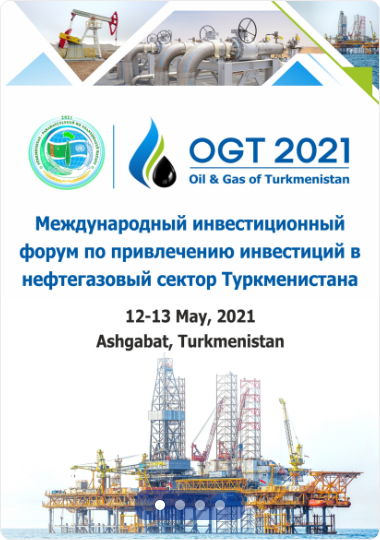 2021
OGT 2021
Oil & Gas of Turkmenistan
Международный инвестиционный
форум по привлечению инвестиций в
нефтегазовый сектор Туркменистана
12-13 May, 2021
Ashgabat, Turkmenistan